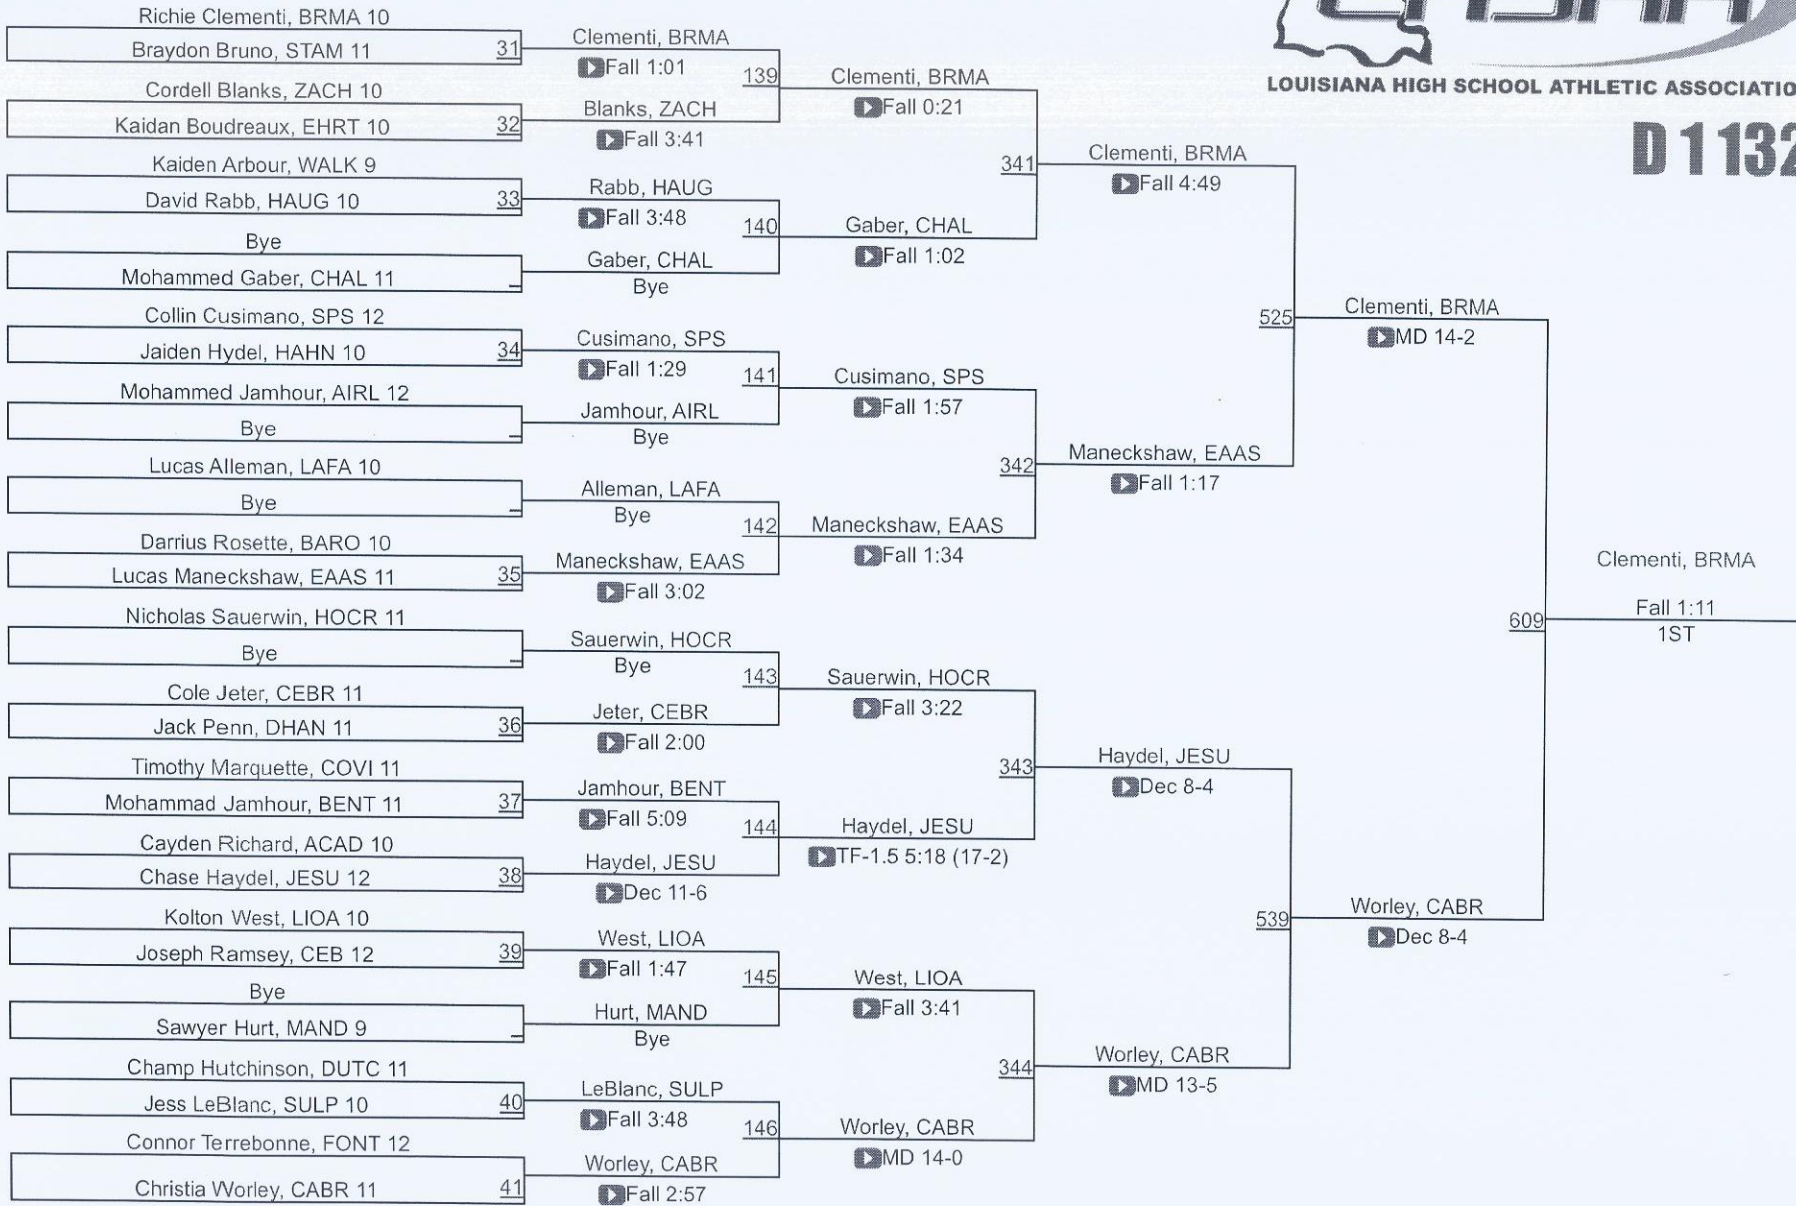 LOUISIANA HIGH SCHOOL ATHLETIC ASSOCIATIO
D 1 132
Richie Clementi, BRMA 10
Braydon Bruno, STAM 11
31
Cordell Blanks, ZACH 10
Kaidan Boudreaux, EHRT 10
32
Kaiden Arbour, WALK 9
David Rabb, HAUG 10
33
Bye
Mohammed Gaber, CHAL 11
Collin Cusimano, SPS 12
Jaiden Hydel, HAHN 10
34
Mohammed Jamhour, AIRL 12
Bye
Lucas Alleman, LAFA 10
Bye
Darrius Rosette, BARO 10
Lucas Maneckshaw, EAAS 11
35
Nicholas Sauerwin, HOCR 11
Bye
Cole Jeter, CEBR 11
Jack Penn, DHAN 11
36
Timothy Marquette, COVI 11
Mohammad Jamhour, BENT 11
37
Cayden Richard, ACAD 10
Chase Haydel, JESU 12
38
Kolton West, LIOA 10
Joseph Ramsey, CEB 12
39
Bye
Sawyer Hurt, MAND 9
Champ Hutchinson, DUTC 11
Jess LeBlanc, SULP 10
40
Connor Terrebonne, FONT 12
Christia Worley, CABR 11
41
Clementi, BRMA
Fall 1:01
139
Blanks, ZACH
Fall 3:41
Rabb, HAUG
Fall 3:48
140
Gaber, CHAL
Bye
Cusimano, SPS
Fall 1:29
141
Jamhour, AIRL
Bye
Alleman, LAFA
Bye
142
Maneckshaw, EAAS
Fall 3:02
Sauerwin, HOCR
Bye
143
Jeter, CEBR
Fall 2:00
Jamhour, BENT
Fall 5:09
144
Haydel, JESU
Dec 11-6
West, LIOA
Fall 1:47
145
Hurt, MAND
Bye
LeBlanc, SULP
Fall 3:48
146
Worley, CABR
Fall 2:57
Clementi, BRMA
Fall 0:21
341
Gaber, CHAL
Fall 1:02
Cusimano, SPS
Fall 1:57
342
Maneckshaw, EAAS
Fall 1:34
Sauerwin, HOCR
Fall 3:22
343
Haydel, JESU
TF-1.5 5:18 (17-2)
West, LIOA
Fall 3:41
344
Worley, CABR
MD 14-0
Clementi, BRMA
Fall 4:49
525
Maneckshaw, EAAS
Fall 1:17
Haydel, JESU
Dec 8-4
539
Worley, CABR
MD 13-5
Clementi, BRMA
MD 14-2
609
Worley, CABR
Dec 8-4
Clementi, BRMA
Fall 1:11
1ST